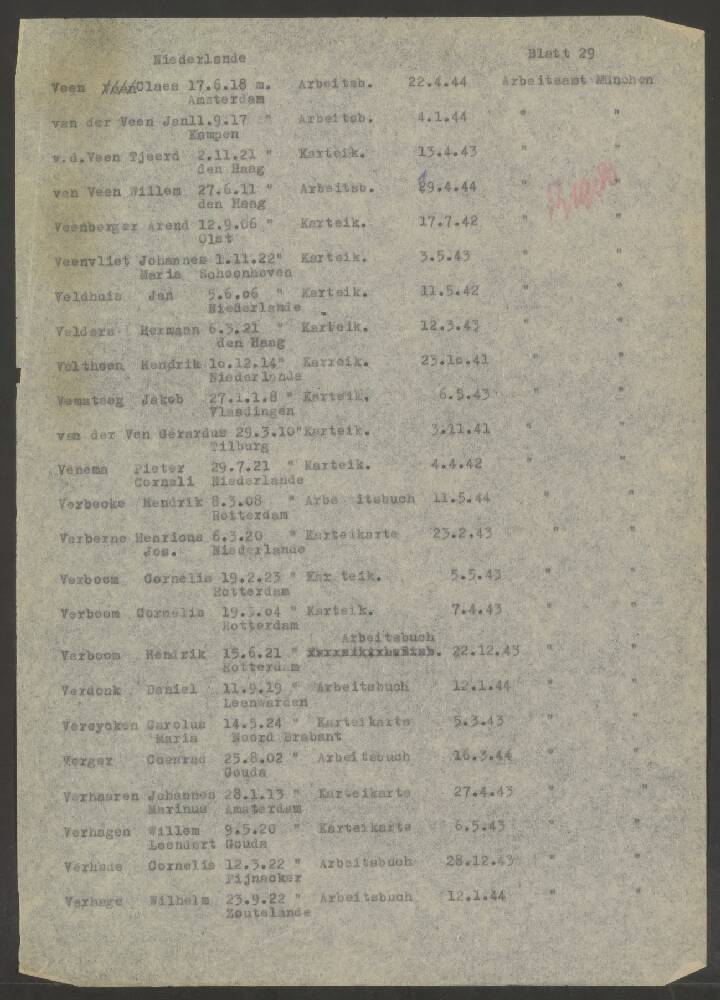 Niederlande Blatt 29
Veen Claes 17.6.18 m. Arbeitsb. 22.4.44 Arbeitsamt München
Amsterdam
van der Veen Jan 11.9.17 " Arbeitsb. 4.1.44 " "
Kampen
v.d.Veen Tjeerd 2.11.21 " Karteik. 13.4.43 " "
den Haag
van Veen Willem 27.6.11 " Arbeitsb. 29.4.44 " "
den Haag
Veenberger Arend 12.9.06 " Karteik. 17.7.42 " "
Olst
Veenvliet Johannes 1.11.22" Karteik. 3.5.43 " "
Maria Schoonhoven
Veldhuis Jan 5.6.06 " Karteik. 11.5.42 " "
Niederlande
Velders Hermann 6.3.21 " Karteik. 12.3.43 " "
den Haag
Velthoen Hendrik 1o.12.14" Karreik. 23.1o.41 " "
Niederlande
Vemsteeg Jakob 27.1.1.8 " Karteik. 6.5.43 " "
Vlaadingen
van der Ven Gerardus 29.3.10"Karteik. 3.11.41 " "
Tilburg
Venema Pieter 29.7.21 " Karteik. 4.4.42 " "
Corneli Niederlande
Verbecke Hendrik 8.3.08 " Arbe itsbuch 11.5.44 " "
Rotterdam
Verberne Henricus 6.3.20 " Karteikarte 23.2.43 " "
Jos. Niederlande
Verboom Cornelis 19.2.23 " Kar teik. 5.5.43 " "
Rotterdam
Verboom Cornelis 19.3.04 " Karteik. 7.4.43 " "
Rotterdam
Arbeitsbuch
Verboom Hendrik 15.6.21 " 22.12.43 " "
Rotterdam
Verdonk Daniel 11.9.19 " Arbeitsbuch 12.1.44 " "
Leenwarden
Vereycken Carolus 14.5.24 " Karteikarte 5.3.43 " "
Maria Noord Brabant
Verger Coenrad 25.8.02 " Arbeitsbuch 16.3.44 " "
Gouda
Verhaaren Johannes 28.1.13 " Karteikarte 27.4.43 " "
Marinus Amsterdam
Verhagen Willem 9.5.20 " Karteikarte 6.5.43 " "
Leendert Gouda
Verhade Cornelis 12.3.22 " Arbeitsbuch 28.12.43 " "
Pijnacker
Verhage Wilhelm 23.9.22 " Arbeitsbuch 12.1.44 " "
Zoutelande